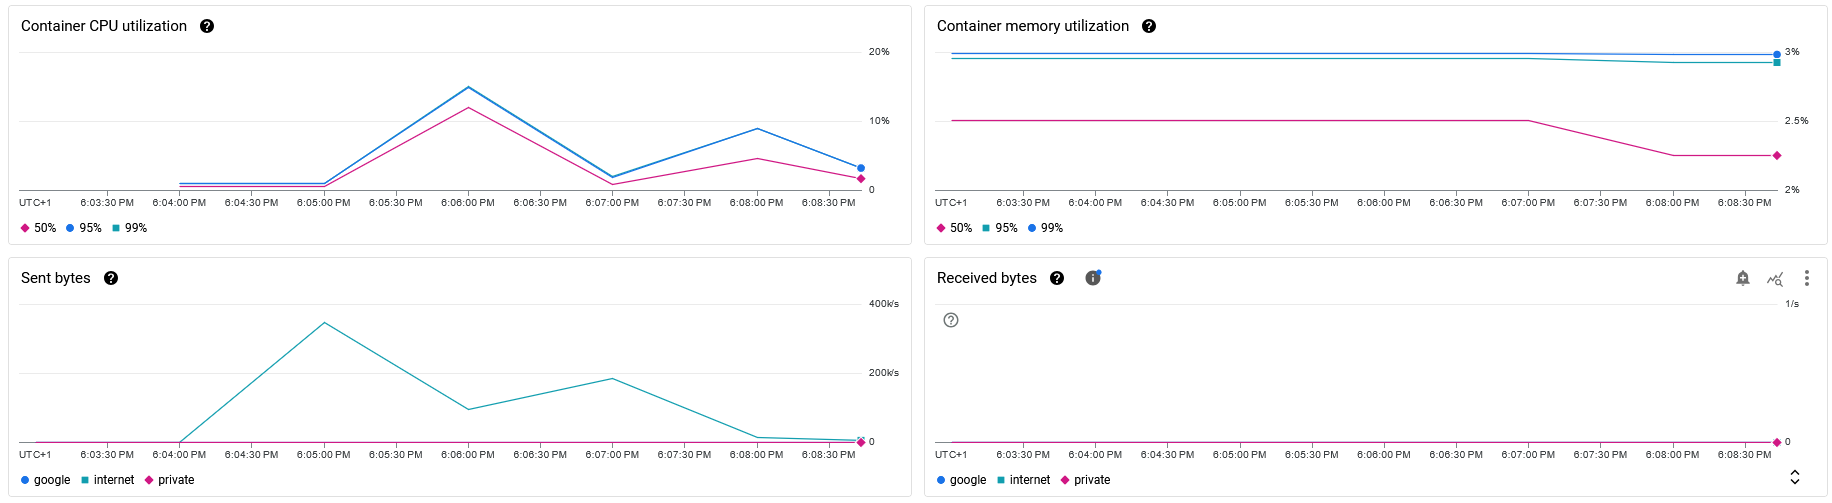 Container CPU utilization
20%
10%
0
UTC+1 6:03:30 PM 6:04:00 PM 6:04:30 PM 6:05:00 PM 6:05:30 PM 6:06:00 PM 6:06:30 PM 6:07:00 PM 6:07:30 PM 6:08:00 PM 6:08:30 PM
50% 95% 99%
Container memory utilization
3%
2.5%
2%
UTC+1 6:03:30 PM 6:04:00 PM 6:04:30 PM 6:05:00 PM 6:05:30 PM 6:06:00 PM 6:06:30 PM 6:07:00 PM 6:07:30 PM 6:08:00 PM 6:08:30 PM
50% 95% 99%
Sent bytes
400k/s
200k/s
0
UTC+1 6:03:30 PM 6:04:00 PM 6:04:30 PM 6:05:00 PM 6:05:30 PM 6:06:00 PM 6:06:30 PM 6:07:00 PM 6:07:30 PM 6:08:00 PM 6:08:30 PM
google internet private
Received bytes
1/s
0
UTC+1 6:03:30 PM 6:04:00 PM 6:04:30 PM 6:05:00 PM 6:05:30 PM 6:06:00 PM 6:06:30 PM 6:07:00 PM 6:07:30 PM 6:08:00 PM 6:08:30 PM
google internet private